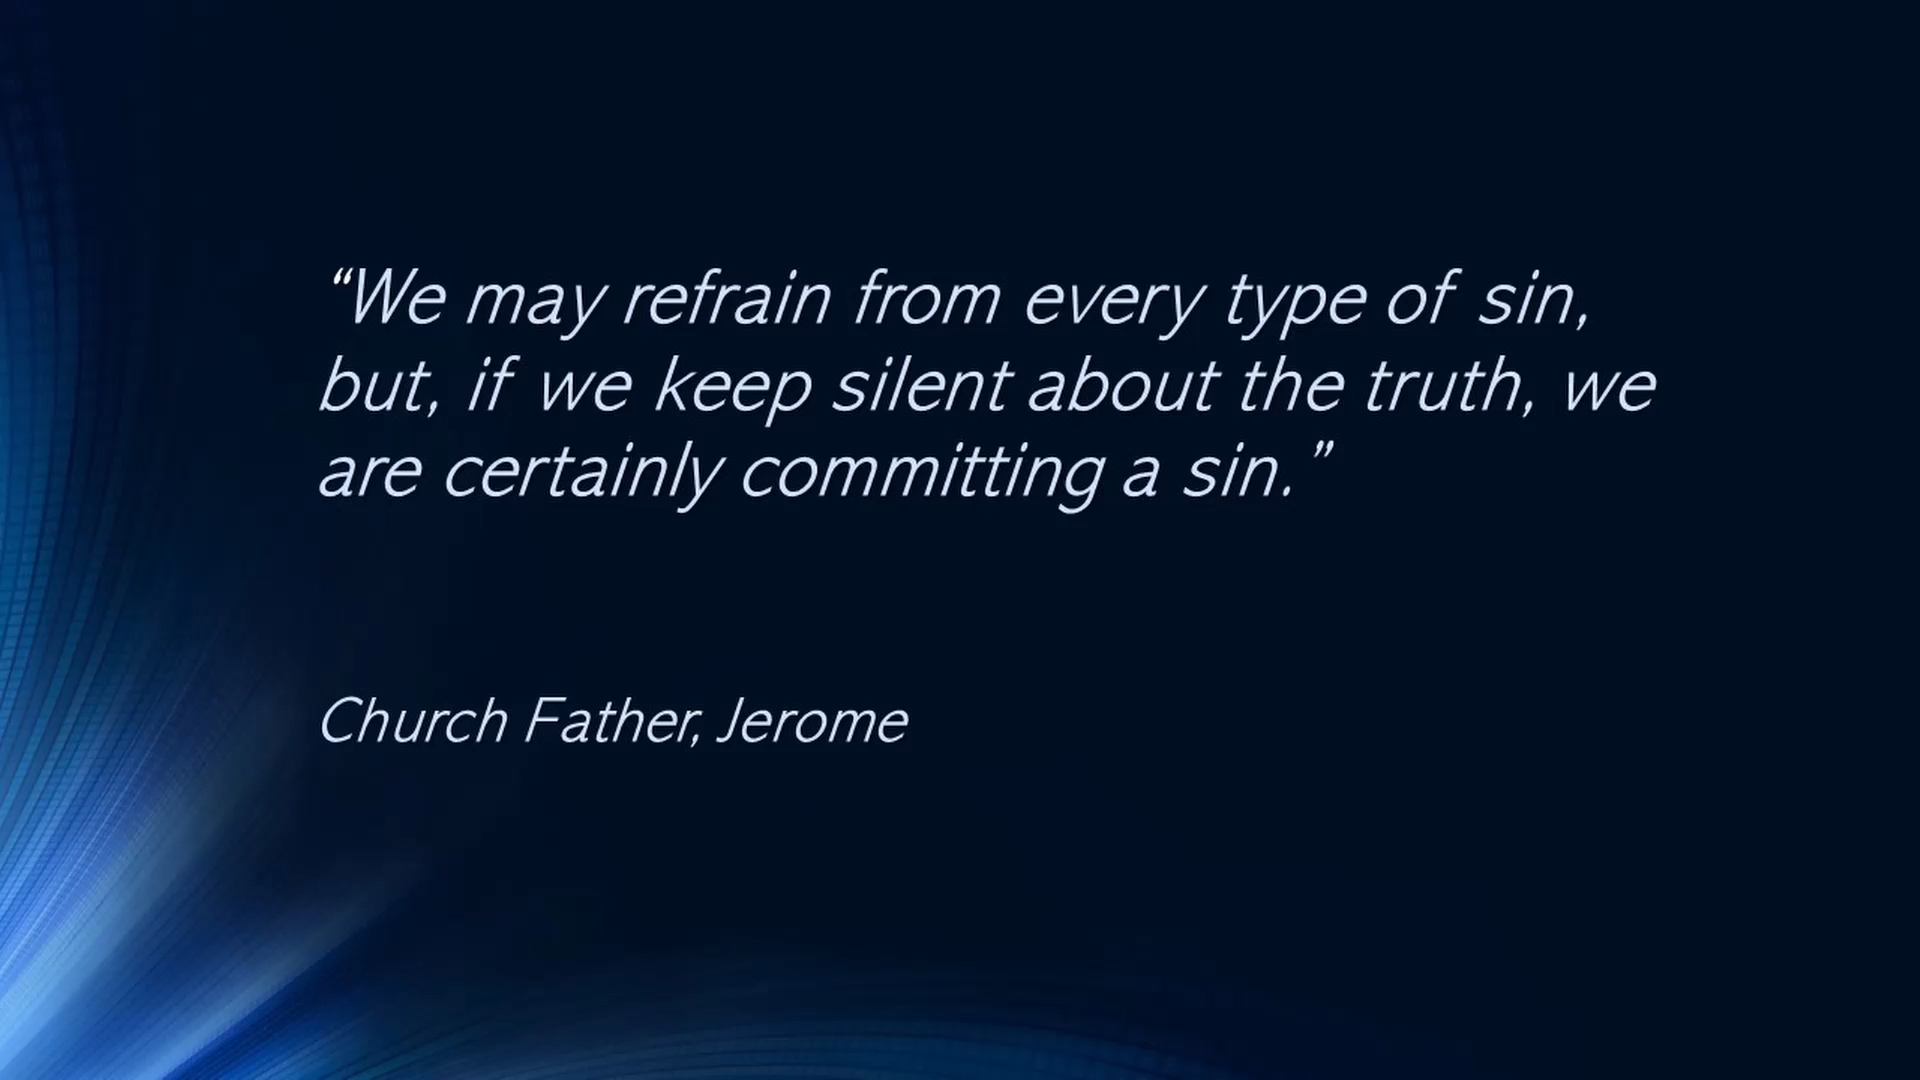 “We may refrain from every type of sin,
but, if we keep silent about the truth, we
are certainly committing a sin.”
Church Father, Jerome